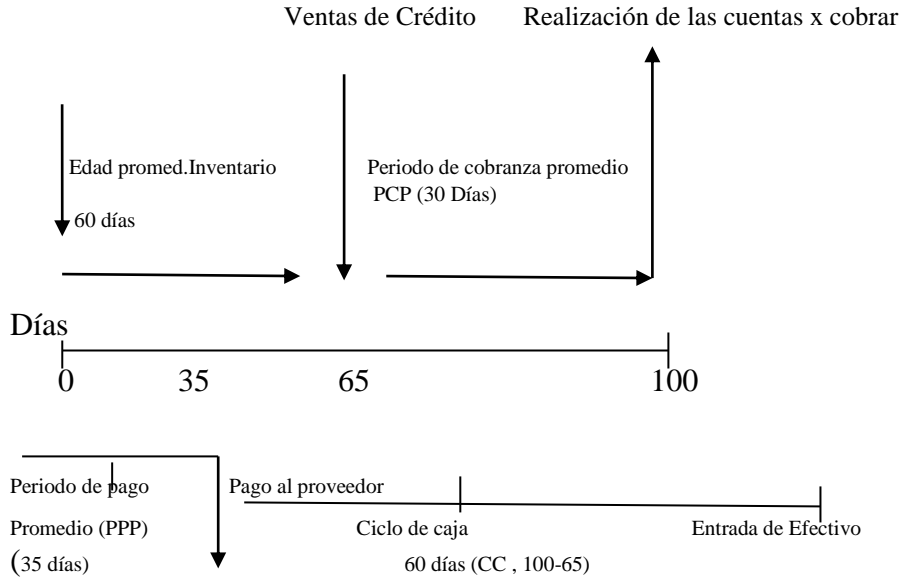 Ventas de Crédito Realización de las cuentas x cobrar
Edad promed.Inventario
60 días
Periodo de cobranza promedio
PCP (30 Días)
Días
0 35 65 100
Periodo de pago
Promedio (PPP)
(35 días)
Pago al proveedor
Ciclo de caja
60 días (CC , 100-65)
Entrada de Efectivo